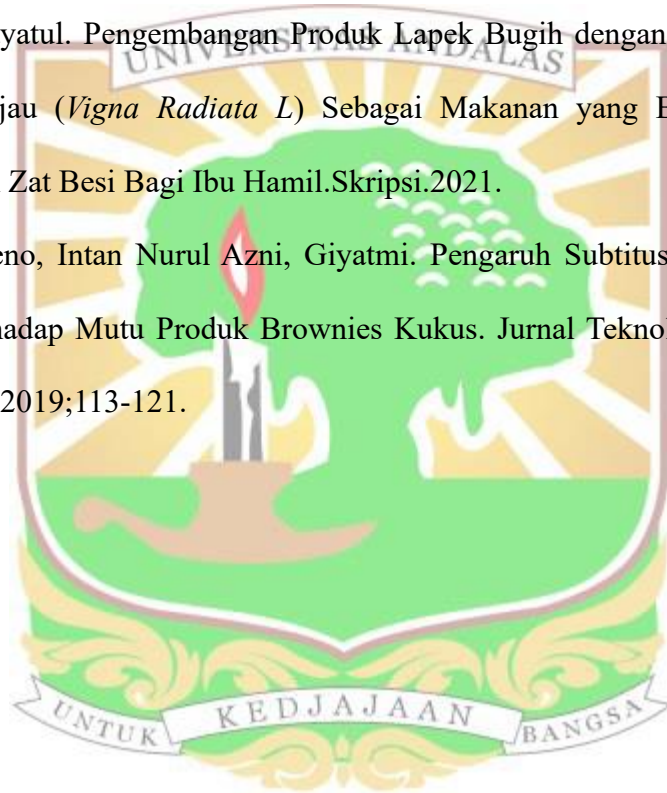 yatul. Pengembangan Produk Lapek Bugih dengan
UNIVERSITAS ANDALAS
jau (Vigna Radiata L) Sebagai Makanan yang E
Zat Besi Bagi Ibu Hamil.Skripsi.2021.
eno, Intan Nurul Azni, Giyatmi. Pengaruh Subtitus
hadap Mutu Produk Brownies Kukus. Jurnal Teknol
2019;113-121.
UNTUK KEDJAJAAN BANGSA